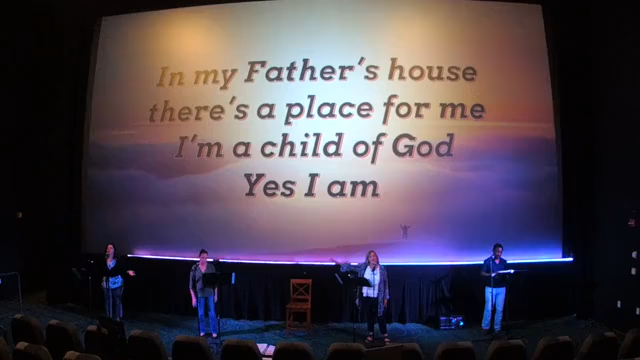 In my Father's house
there's a place for me
I'm a child of God
Yes I am